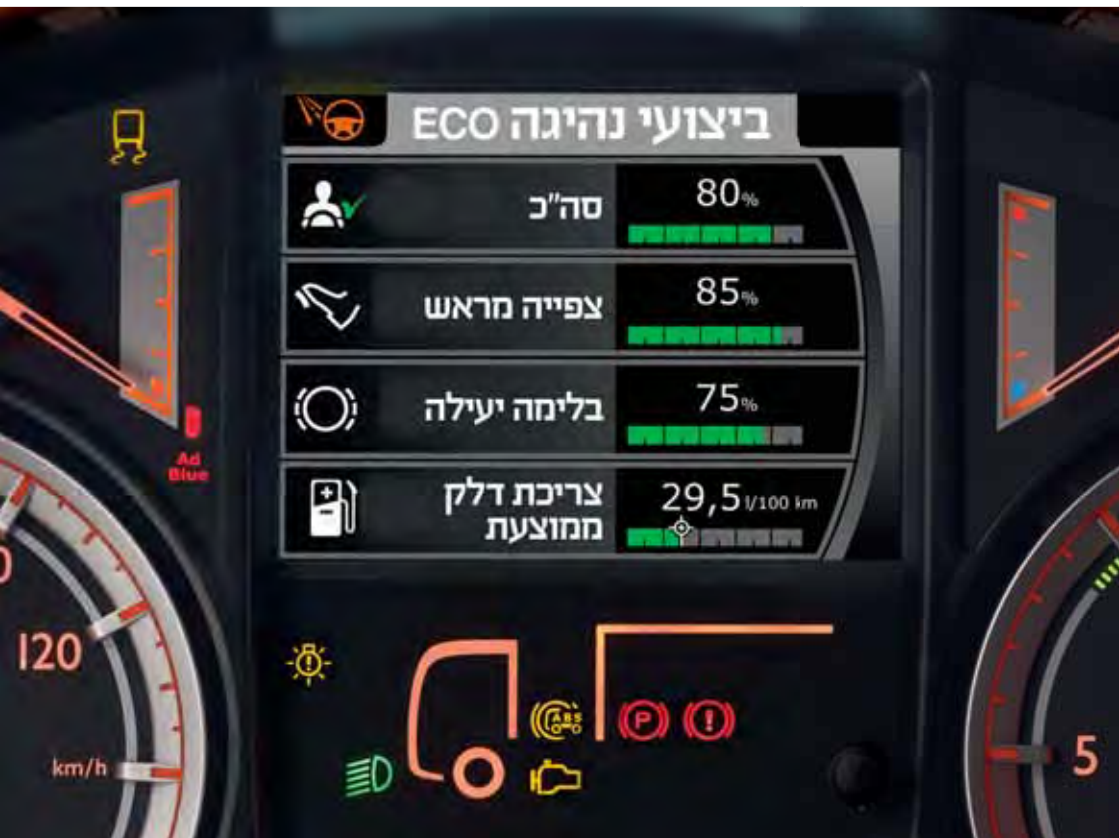 ביצועי נהיגה ECO
סה"כ
80%
צפייה מראש
85%
בלימה יעילה
75%
צריכת דלק
ממוצעת
29,5 l/100 km
Ad
Blue
120
km/h
ABS
P
5